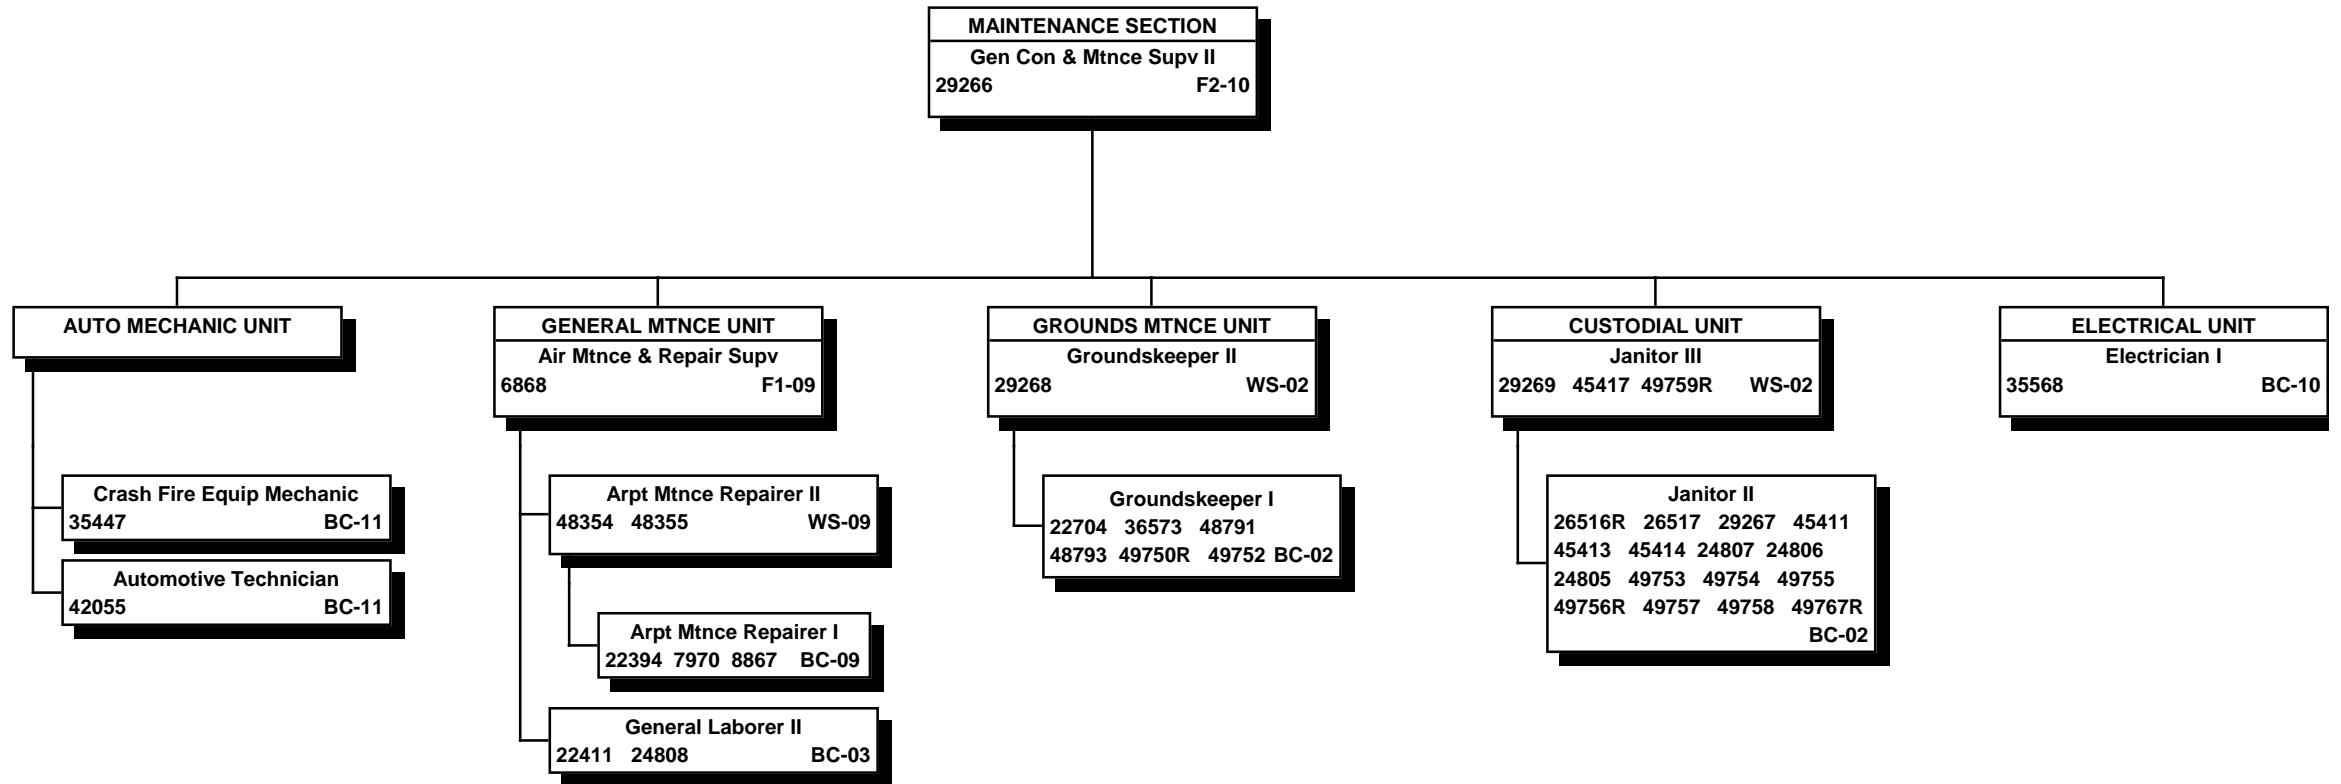 MAINTENANCE SECTION
Gen Con & Mtnce Supv II
29266 F2-10
AUTO MECHANIC UNIT
Crash Fire Equip Mechanic
35447 BC-11
Automotive Technician
42055 BC-11
GENERAL MTNCE UNIT
Air Mtnce & Repair Supv
6868 F1-09
Arpt Mtnce Repairer II
48354 48355 WS-09
Arpt Mtnce Repairer I
22394 7970 8867 BC-09
General Laborer II
22411 24808 BC-03
GROUNDS MTNCE UNIT
Groundskeeper II
29268 WS-02
Groundskeeper I
22704 36573 48791
48793 49750R 49752 BC-02
CUSTODIAL UNIT
Janitor III
29269 45417 49759R WS-02
Janitor II
26516R 26517 29267 45411
45413 45414 24807 24806
24805 49753 49754 49755
49756R 49757 49758 49767R
BC-02
ELECTRICAL UNIT
Electrician I
35568 BC-10